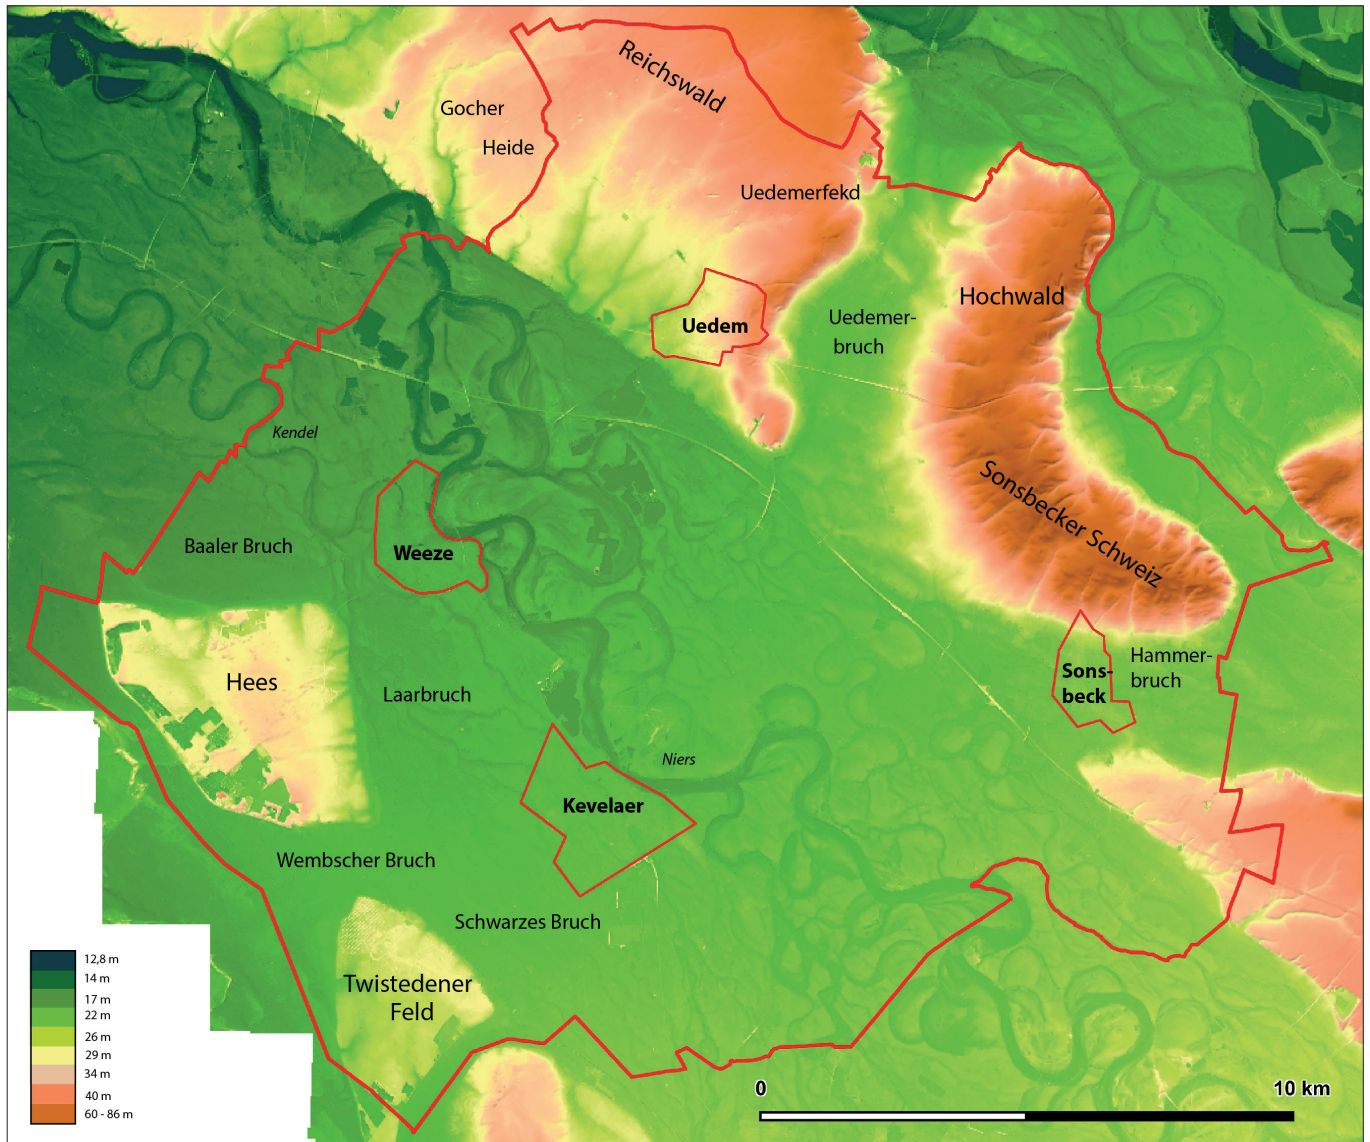 Reichswald
Gocher
Heide
Uedemerfekd
Hochwald
Uedemer-
bruch
Uedem
Kendel
Sonsbecker Schweiz
Baaler Bruch
Weeze
Hammer-
bruch
Sons-
beck
Hees
Laarbruch
Niers
Kevelaer
Wembscher Bruch
Schwarzes Bruch
Twistedener
Feld
12,8 m
14 m
17 m
22 m
26 m
29 m
34 m
40 m
60 - 86 m
0
10 km